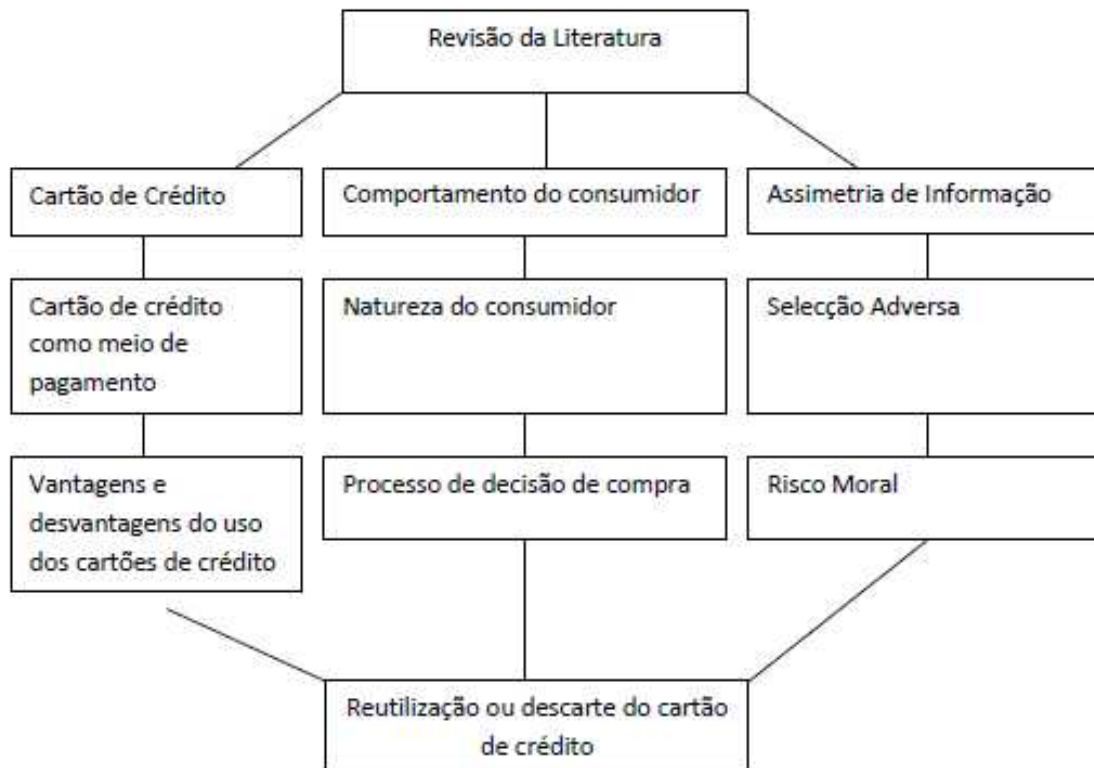 Revisão da Literatura
Cartão de Crédito
Comportamento do consumidor
Assimetria de Informação
Cartão de crédito
como meio de
pagamento
Natureza do consumidor
Selecção Adversa
Vantagens e
desvantagens do uso
dos cartões de crédito
Processo de decisão de compra
Risco Moral
Reutilização ou descarte do cartão
de crédito